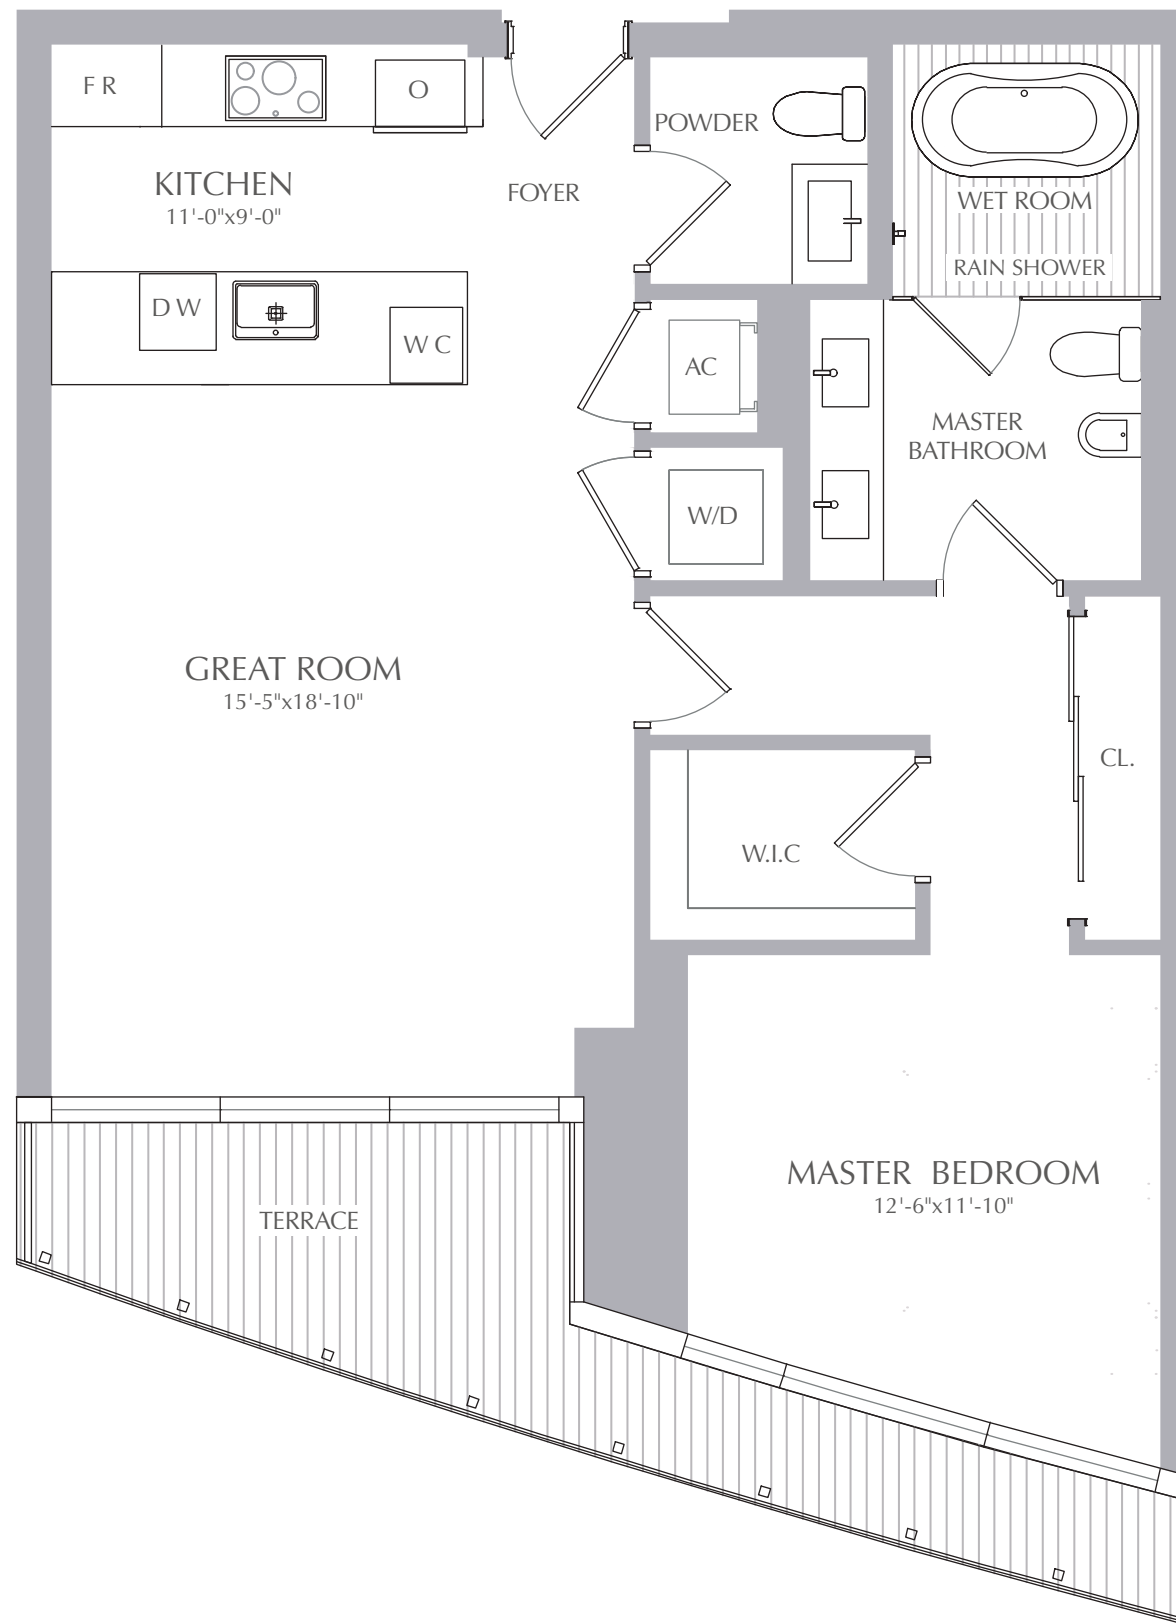 F R
O
POWDER
KITCHEN
11'-0"x9'-0"
FOYER
WET ROOM
RAIN SHOWER
D W
W C
AC
MASTER
BATHROOM
W/D
GREAT ROOM
15'-5"x18'-10"
CL.
W.I.C
MASTER BEDROOM
12'-6"x11'-10"
TERRACE